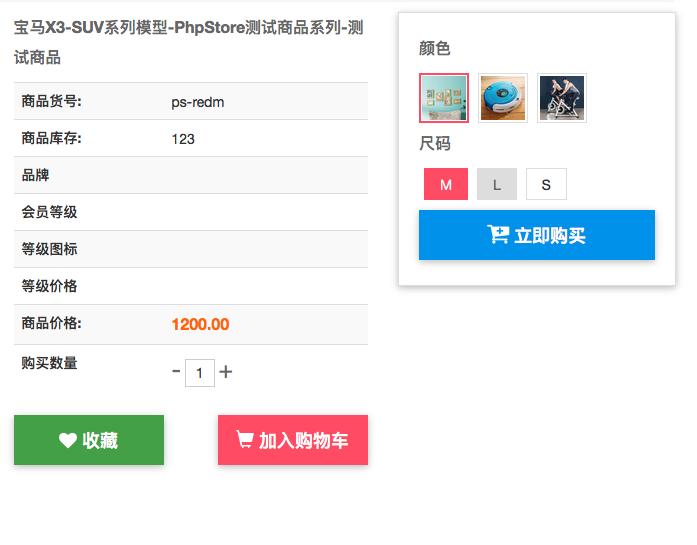 宝马X3-SUV系列模型-PhpStore测试商品系列-测
试商品
商品货号: ps-redm
商品库存: 123
品牌
会员等级
等级图标
等级价格
商品价格: 1200.00
购买数量 - 1 +
收藏 加入购物车
颜色
尺码
M L S
立即购买